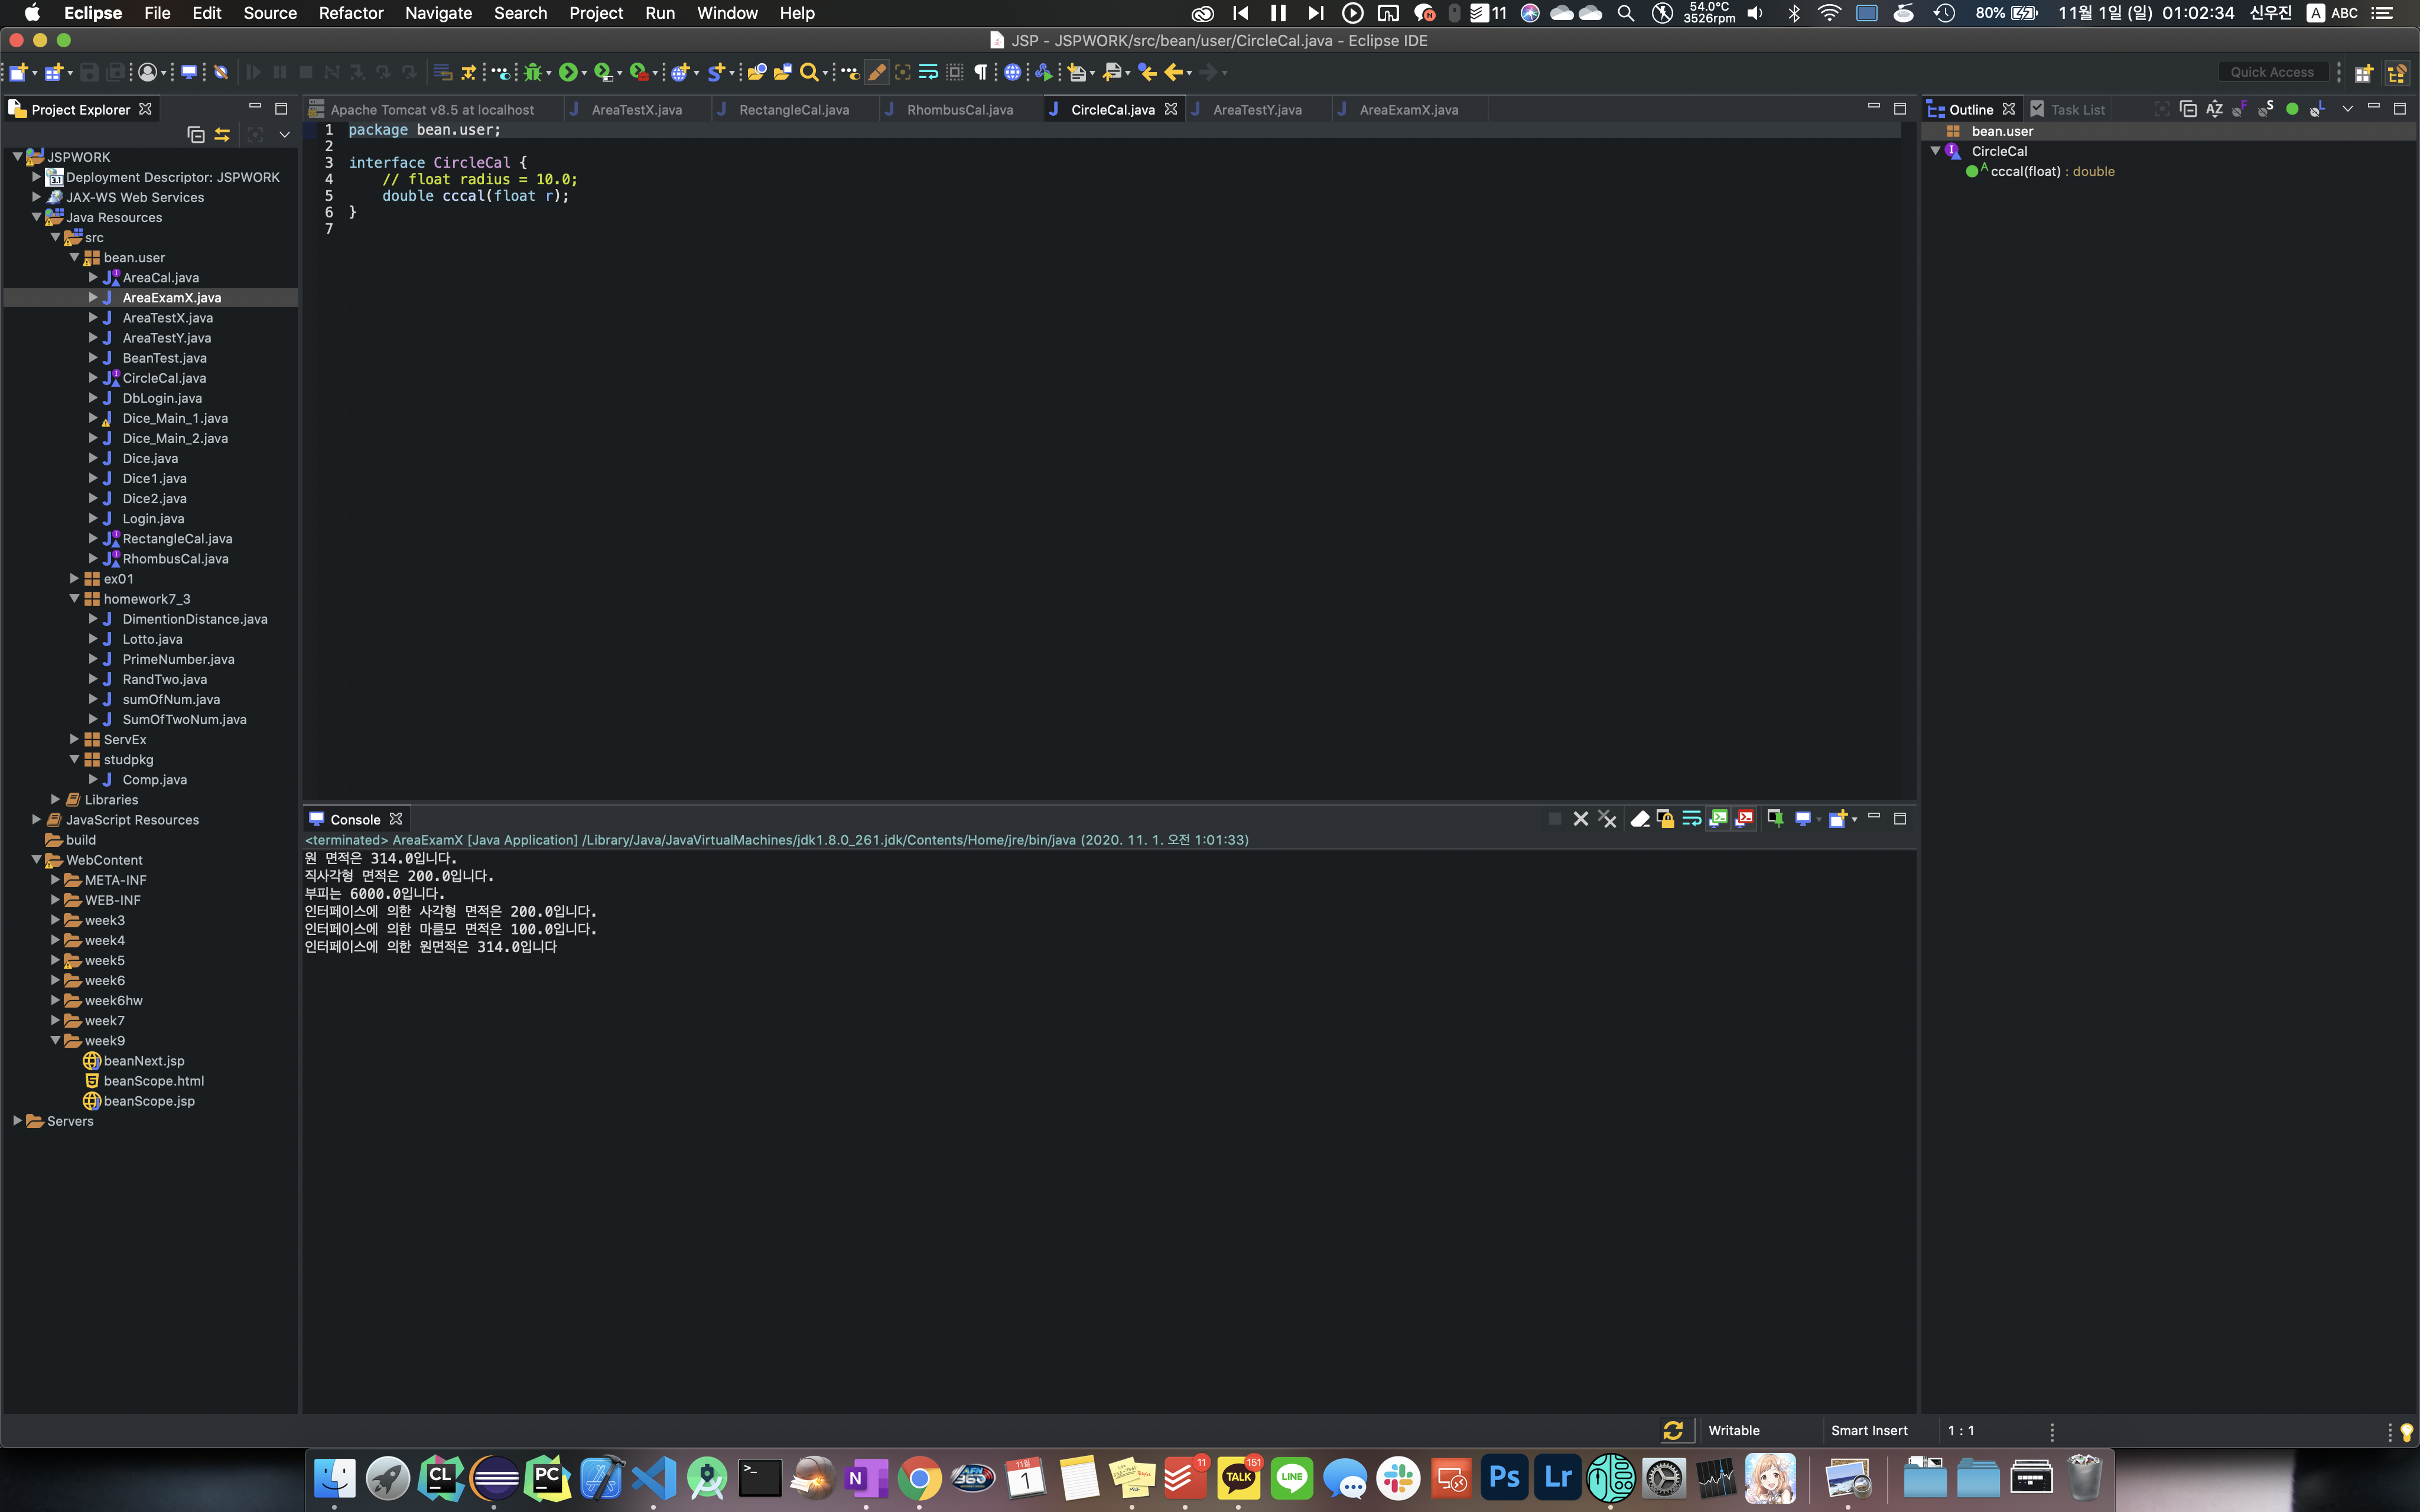 Eclipse File Edit Source Refactor Navigate Search Project Run Window Help
11 54.0°C 3526rpm 80% 11월 1일 (일) 01:02:34 신우진 A ABC
JSP - JSPWORK/src/bean/user/CircleCal.java - Eclipse IDE
Quick Access
Project Explorer
JSPWORK
Deployment Descriptor: JSPWORK
JAX-WS Web Services
Java Resources
src
bean.user
AreaCal.java
AreaExamX.java
AreaTestX.java
AreaTestY.java
BeanTest.java
CircleCal.java
DbLogin.java
Dice_Main_1.java
Dice_Main_2.java
Dice.java
Dice1.java
Dice2.java
Login.java
RectangleCal.java
RhombusCal.java
ex01
homework7_3
DimentionDistance.java
Lotto.java
PrimeNumber.java
RandTwo.java
sumOfNum.java
SumOfTwoNum.java
ServEx
studpkg
Comp.java
Libraries
JavaScript Resources
build
WebContent
META-INF
WEB-INF
week3
week4
week5
week6
week6hw
week7
week9
beanNext.jsp
beanScope.html
beanScope.jsp
Servers
Apache Tomcat v8.5 at localhost AreaTestX.java RectangleCal.java RhombusCal.java CircleCal.java AreaTestY.java AreaExamX.java
1 package bean.user;
2
3 interface CircleCal {
4 // float radius = 10.0;
5 double cccal(float r);
6 }
7
Console
<terminated> AreaExamX [Java Application] /Library/Java/JavaVirtualMachines/jdk1.8.0_261.jdk/Contents/Home/jre/bin/java (2020. 11. 1. 오전 1:01:33)
원 면적은 314.0입니다.
직사각형 면적은 200.0입니다.
부피는 6000.0입니다.
인터페이스에 의한 사각형 면적은 200.0입니다.
인터페이스에 의한 마름모 면적은 100.0입니다.
인터페이스에 의한 원면적은 314.0입니다
Outline Task List
bean.user
CircleCal
cccal(float) : double
Writable Smart Insert 1 : 1
CL PC N 11월 1 11 TALK 151 LINE Ps Lr